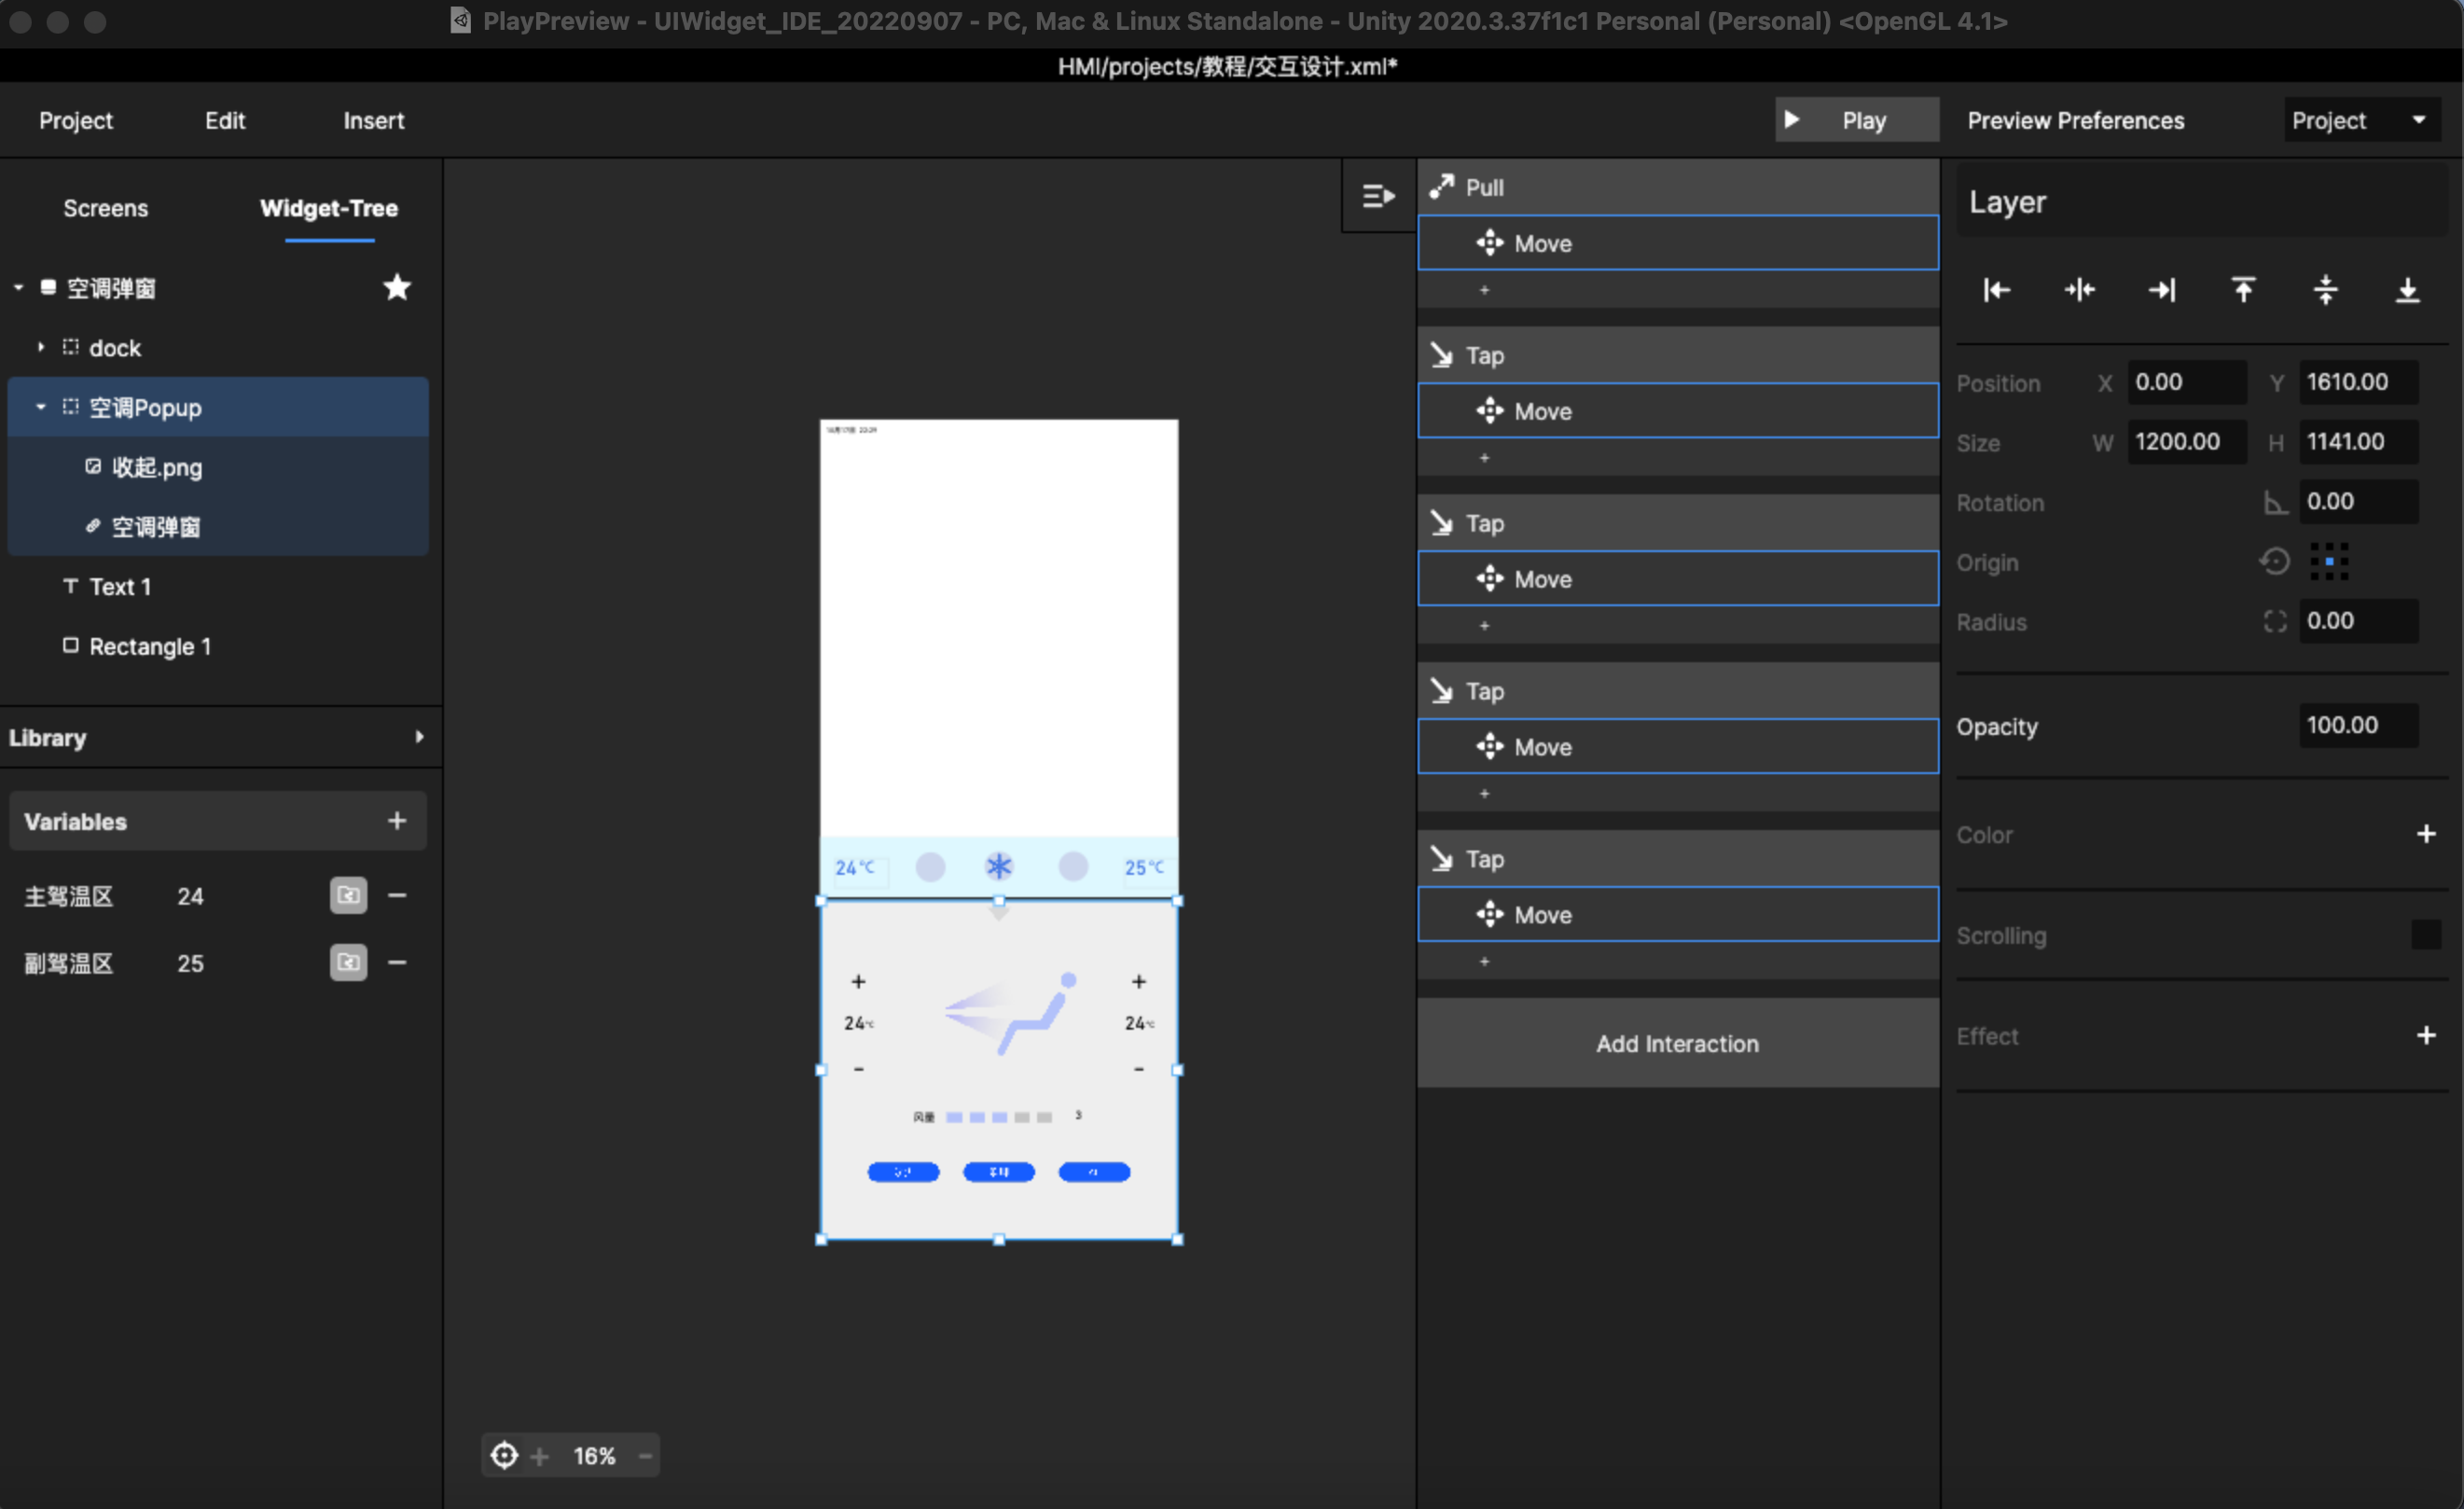 PlayPreview - UIWidget_IDE_20220907 - PC, Mac & Linux Standalone - Unity 2020.3.37f1c1 Personal (Personal) <OpenGL 4.1>
HMI/projects/教程/交互设计.xml*
Project Edit Insert
Play Preview Preferences Project
Screens Widget-Tree
空调弹窗
dock
空调Popup
收起.png
空调弹窗
Text 1
Rectangle 1
Library
Variables +
主驾温区 24 −
副驾温区 25 −
24°C 25°C
+ +
24°C 24°C
- -
风量 3
+ 16% −
Pull
Move
+
Tap
Move
+
Tap
Move
+
Tap
Move
+
Tap
Move
+
Add Interaction
Layer
Position X 0.00 Y 1610.00
Size W 1200.00 H 1141.00
Rotation 0.00
Origin
Radius 0.00
Opacity 100.00
Color +
Scrolling
Effect +